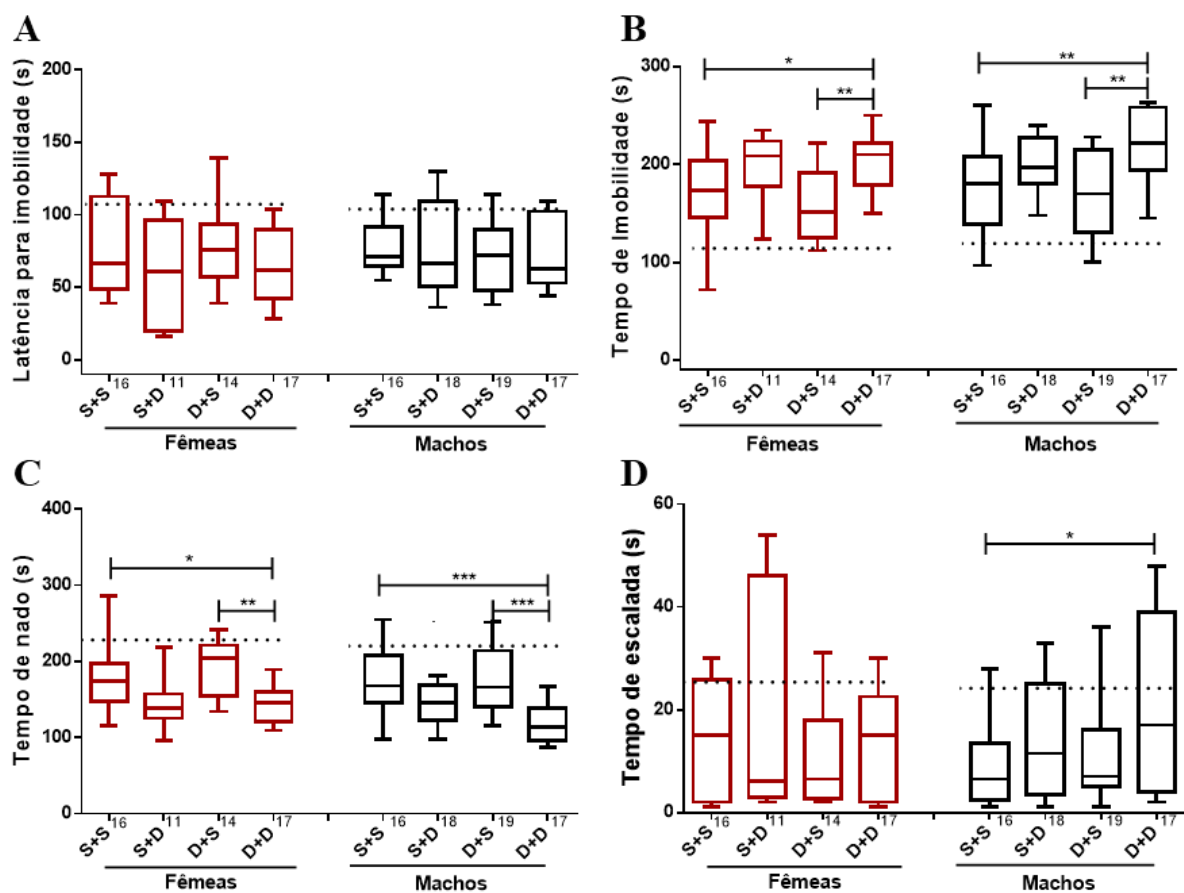 A
Latência para imobilidade (s)
200
150
100
50
0
S+S 16
S+D 11
D+S 14
D+D 17
S+S 16
S+D 18
D+S 19
D+D 17
Fêmeas
Machos
B
Tempo de Imobilidade (s)
300
200
100
0
*
**
**
**
S+S 16
S+D 11
D+S 14
D+D 17
S+S 16
S+D 18
D+S 19
D+D 17
Fêmeas
Machos
C
Tempo de nado (s)
400
300
200
100
0
*
**
***
***
S+S 16
S+D 11
D+S 14
D+D 17
S+S 16
S+D 18
D+S 19
D+D 17
Fêmeas
Machos
D
Tempo de escalada (s)
60
40
20
0
*
S+S 16
S+D 11
D+S 14
D+D 17
S+S 16
S+D 18
D+S 19
D+D 17
Fêmeas
Machos